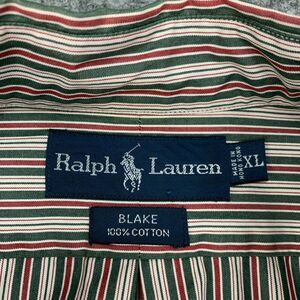 Ralph Lauren
MADE IN
HONG KONG
XL
BLAKE
100% COTTON